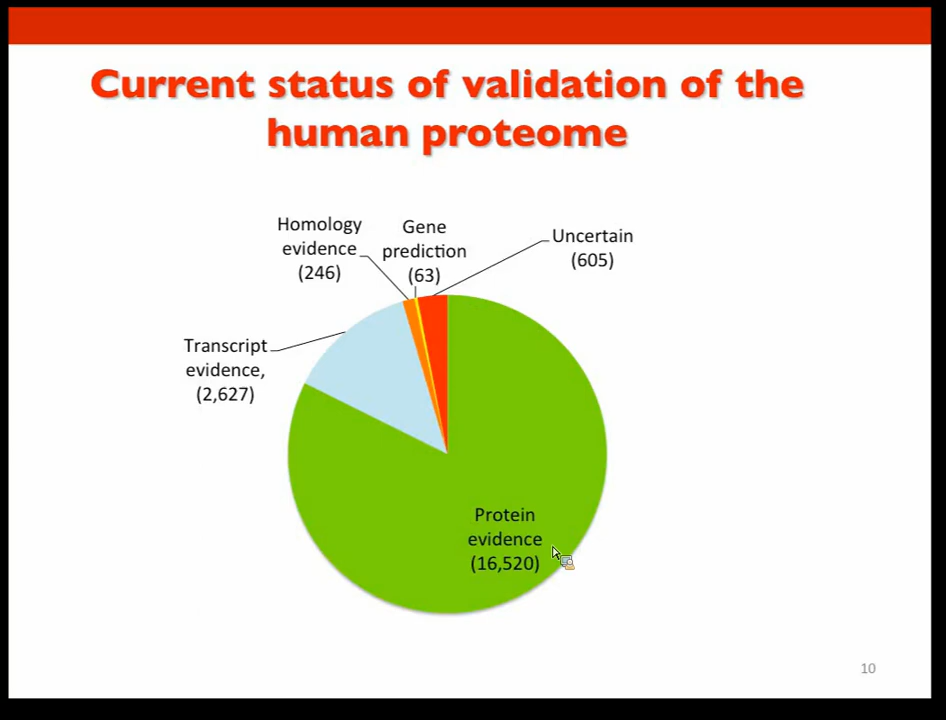 Current status of validation of the
human proteome
Homology
evidence
(246)
Gene
prediction
(63)
Uncertain
(605)
Transcript
evidence,
(2,627)
Protein
evidence
(16,520)
10